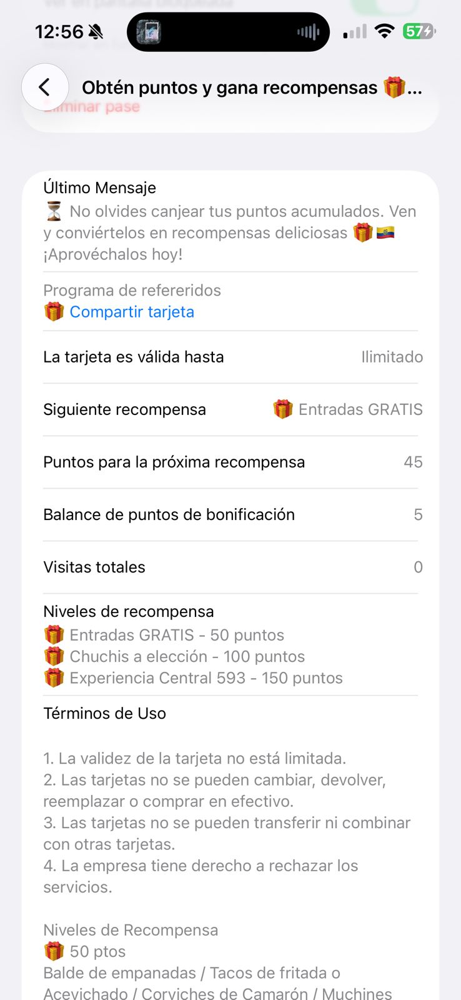 Ver en pantalla bloqueada
12:56
57
Obtén puntos y gana recompensas 🎁...
Eliminar pase
Último Mensaje
⏳ No olvides canjear tus puntos acumulados. Ven
y conviértelos en recompensas deliciosas 🎁🇪🇨
¡Aprovéchalos hoy!
Programa de refereridos
🎁 Compartir tarjeta
La tarjeta es válida hasta Ilimitado
Siguiente recompensa 🎁 Entradas GRATIS
Puntos para la próxima recompensa 45
Balance de puntos de bonificación 5
Visitas totales 0
Niveles de recompensa
🎁 Entradas GRATIS - 50 puntos
🎁 Chuchis a elección - 100 puntos
🎁 Experiencia Central 593 - 150 puntos
Términos de Uso
1. La validez de la tarjeta no está limitada.
2. Las tarjetas no se pueden cambiar, devolver,
reemplazar o comprar en efectivo.
3. Las tarjetas no se pueden transferir ni combinar
con otras tarjetas.
4. La empresa tiene derecho a rechazar los
servicios.
Niveles de Recompensa
🎁 50 ptos
Balde de empanadas / Tacos de fritada o
Acevichado / Corviches de Camarón / Muchines